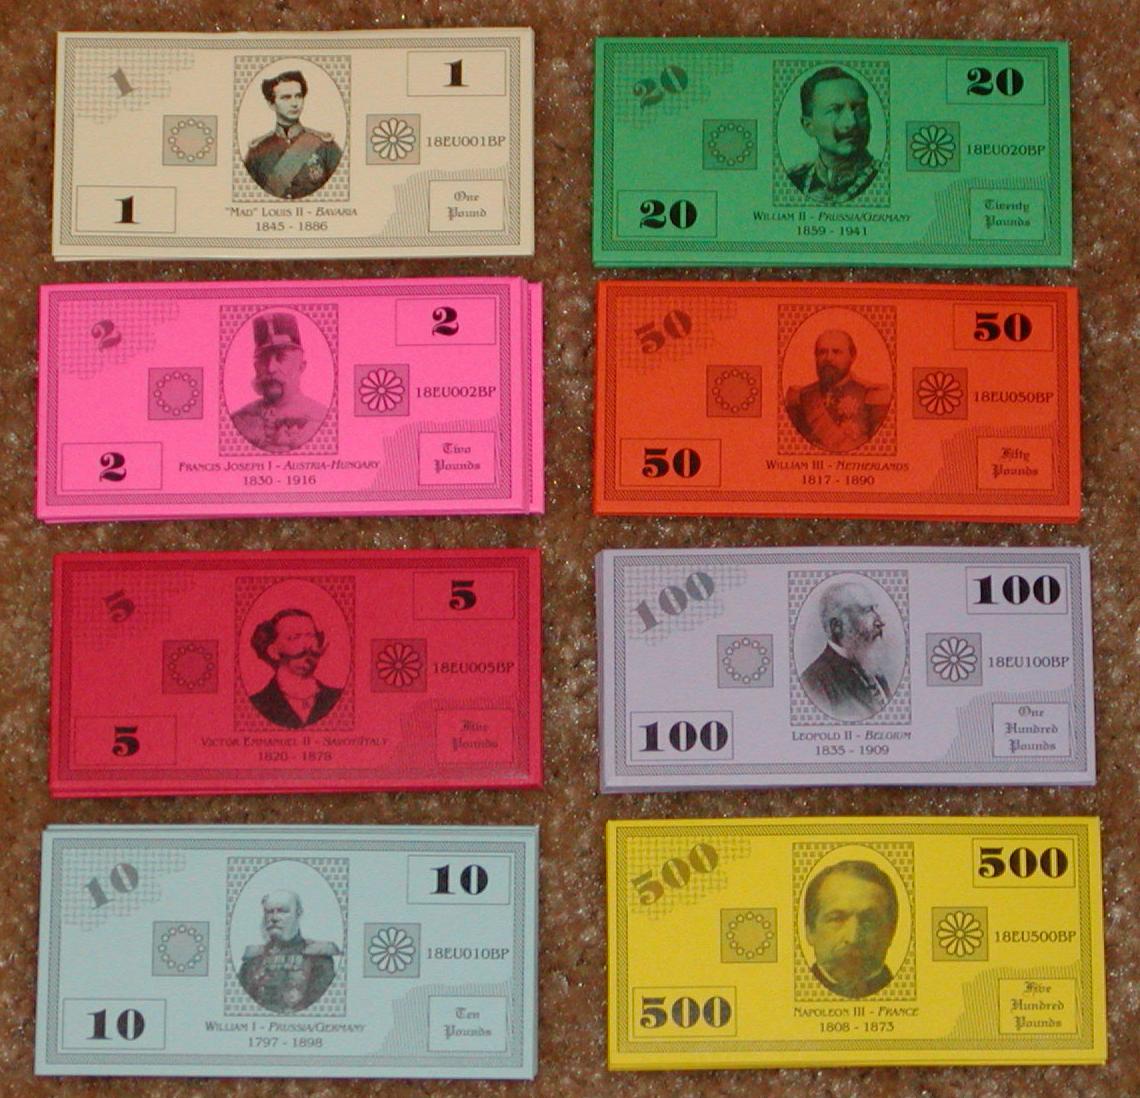 1
1
18EU001BP
1
"Mad" Louis II - Bavaria
1845 - 1886
One
Pound
20
20
18EU020BP
20
William II - Prussia/Germany
1859 - 1941
Twenty
Pounds
2
2
18EU002BP
2
Francis Joseph I - Austria-Hungary
1830 - 1916
Two
Pounds
50
50
18EU050BP
50
William III - Netherlands
1817 - 1890
Fifty
Pounds
5
5
18EU005BP
5
Victor Emmanuel II - Savoy/Italy
1820 - 1878
Five
Pounds
100
100
18EU100BP
100
Leopold II - Belgium
1835 - 1909
One
Hundred
Pounds
10
10
18EU010BP
10
William I - Prussia/Germany
1797 - 1898
Ten
Pounds
500
500
18EU500BP
500
Napoleon III - France
1808 - 1873
Five
Hundred
Pounds